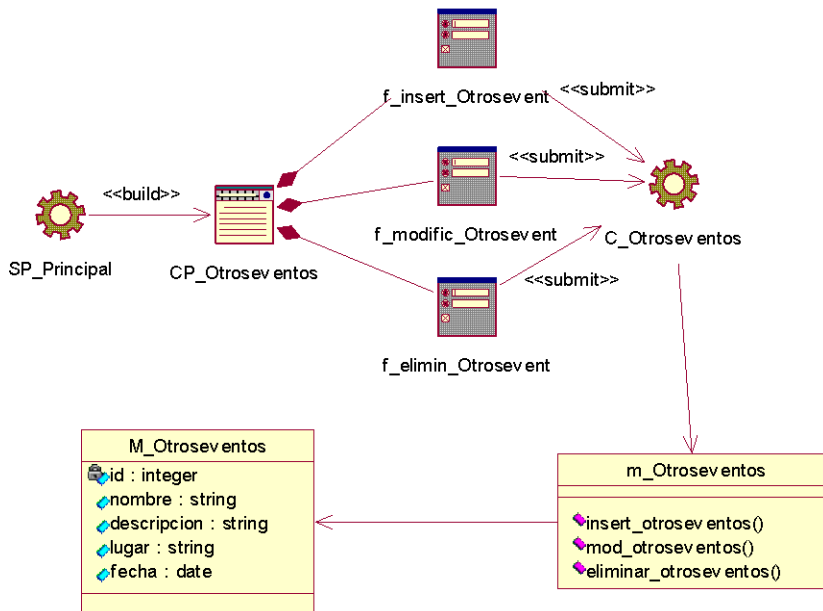 f_insert_Otrosevent
<<submit>>
<<submit>>
<<build>>
f_modific_Otrosevent
C_Otroseventos
SP_Principal
CP_Otroseventos
<<submit>>
f_elimin_Otrosevent
M_Otroseventos
id : integer
nombre : string
descripcion : string
lugar : string
fecha : date
m_Otroseventos
insert_otroseventos()
mod_otroseventos()
eliminar_otroseventos()